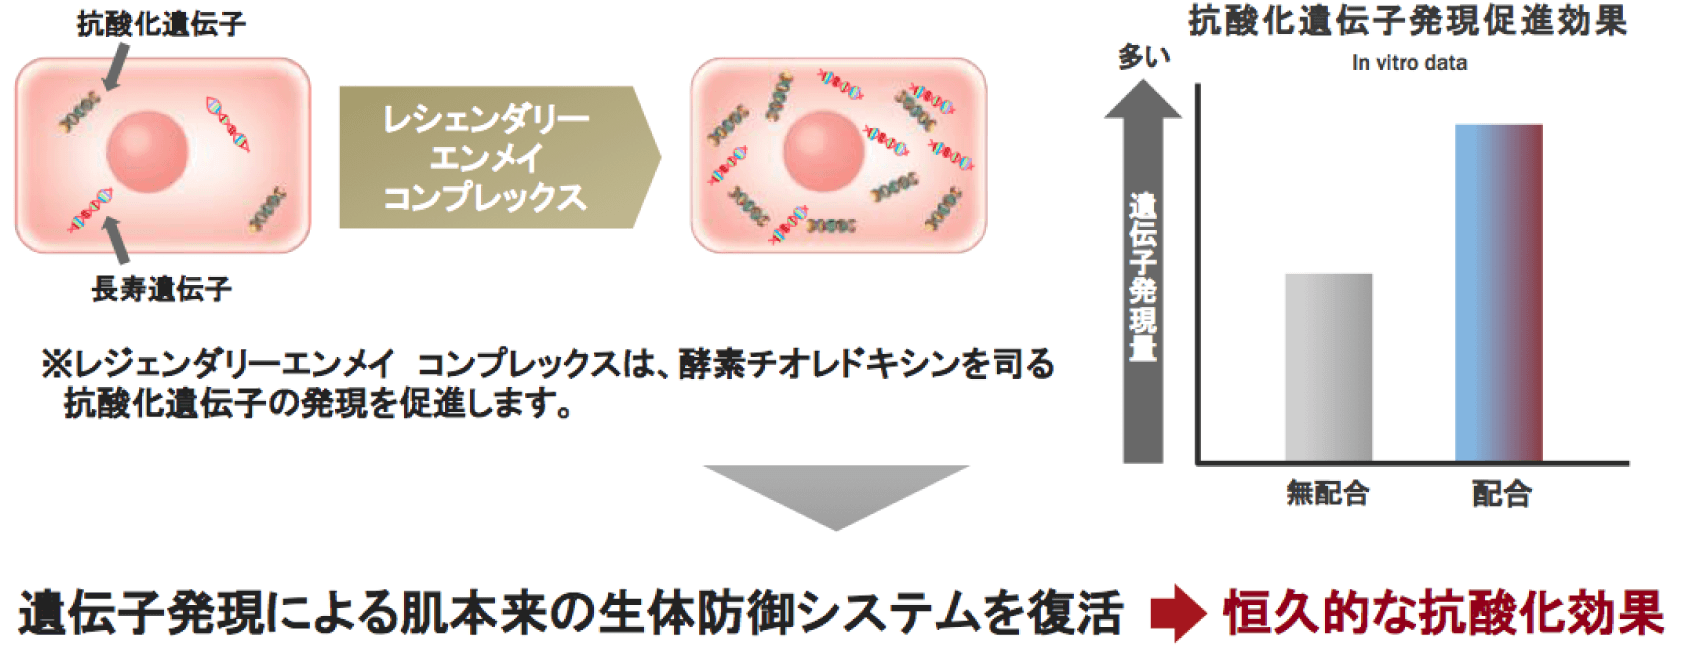 抗酸化遺伝子
長寿遺伝子
レシェンダリー
エンメイ
コンプレックス
※レジェンダリーエンメイ コンプレックスは、酵素チオレドキシンを司る
抗酸化遺伝子の発現を促進します。
抗酸化遺伝子発現促進効果
In vitro data
多い
遺伝子発現量
無配合
配合
遺伝子発現による肌本来の生体防御システムを復活
恒久的な抗酸化効果